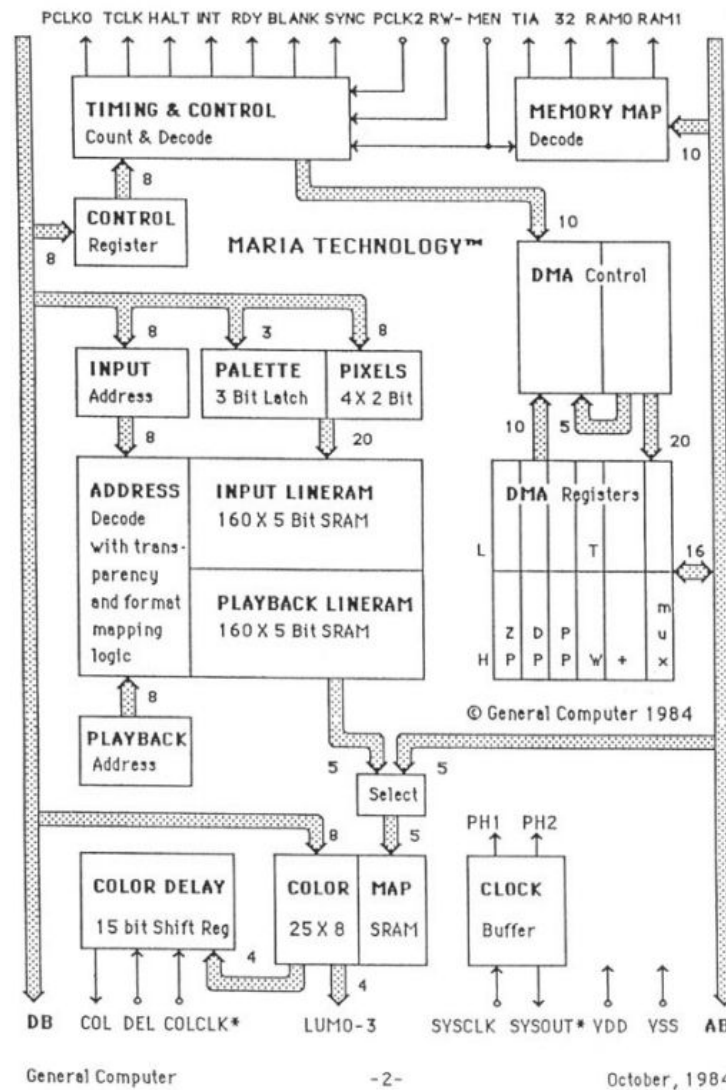 PCLK0 TCLK HALT INT RDY BLANK SYNC PCLK2 RW- MEN TIA 32 RAM0 RAM1
TIMING & CONTROL
Count & Decode
MEMORY MAP
Decode
10
8
CONTROL
Register
8
MARIA TECHNOLOGY™
10
DMA Control
8
3
8
INPUT
Address
PALETTE
3 Bit Latch
PIXELS
4 X 2 Bit
8
20
10
5
20
ADDRESS
Decode
with trans-
parency
and format
mapping
logic
INPUT LINERAM
160 X 5 Bit SRAM
PLAYBACK LINERAM
160 X 5 Bit SRAM
DMA Registers
L
T
16
m
Z D P u
H P P P W + x
8
PLAYBACK
Address
© General Computer 1984
5
5
Select
8
5
PH1 PH2
COLOR DELAY
15 bit Shift Reg
COLOR
25 X 8
MAP
SRAM
CLOCK
Buffer
4
4
DB COL DEL COLCLK* LUM0-3 SYSCLK SYSOUT* VDD VSS AB
General Computer -2- October, 1984